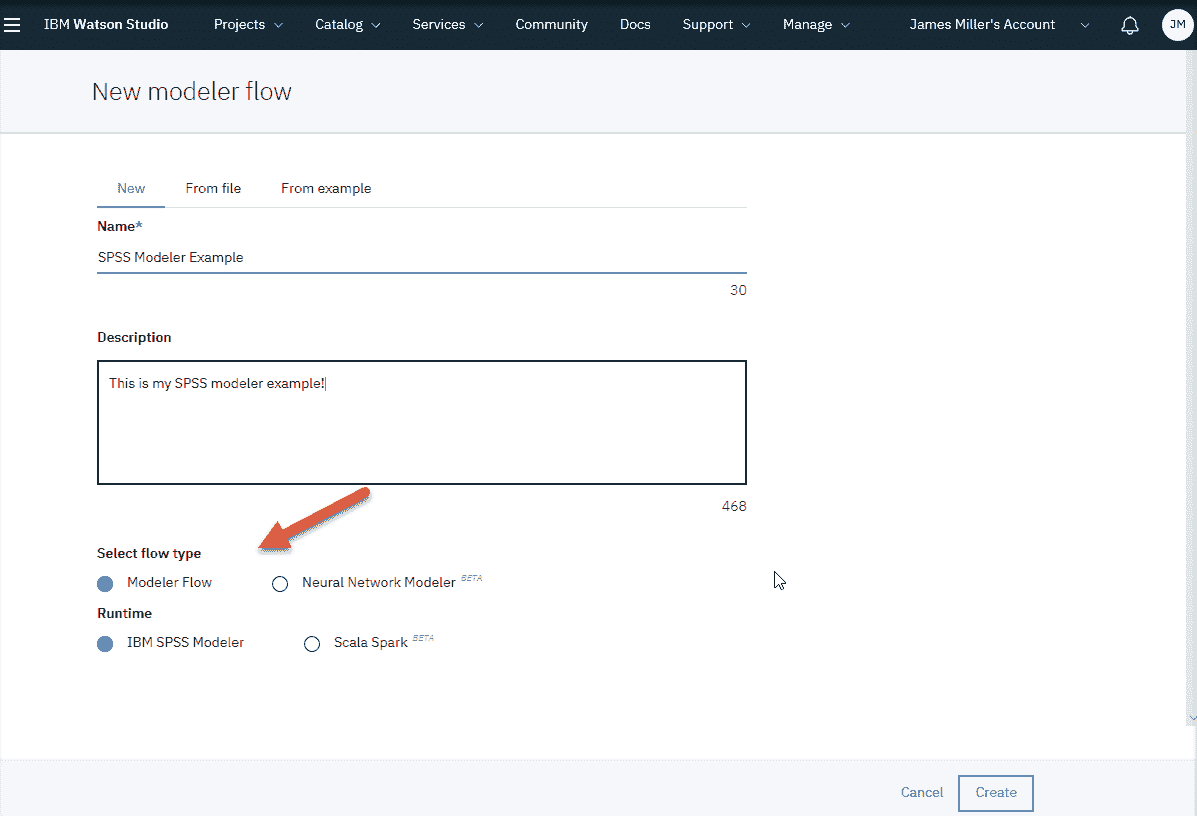 IBM Watson Studio Projects Catalog Services Community Docs Support Manage James Miller's Account JM
New modeler flow
New From file From example
Name*
SPSS Modeler Example
30
Description
This is my SPSS modeler example!
468
Select flow type
Modeler Flow Neural Network Modeler BETA
Runtime
IBM SPSS Modeler Scala Spark BETA
Cancel Create